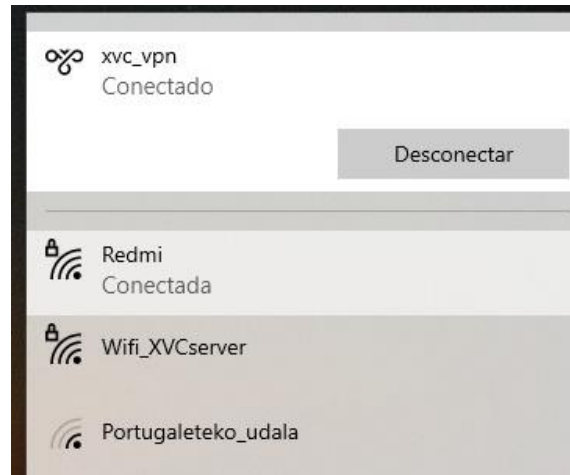 xvc_vpn
Conectado
Desconectar
Redmi
Conectada
Wifi_XVCserver
Portugaleteko_udala